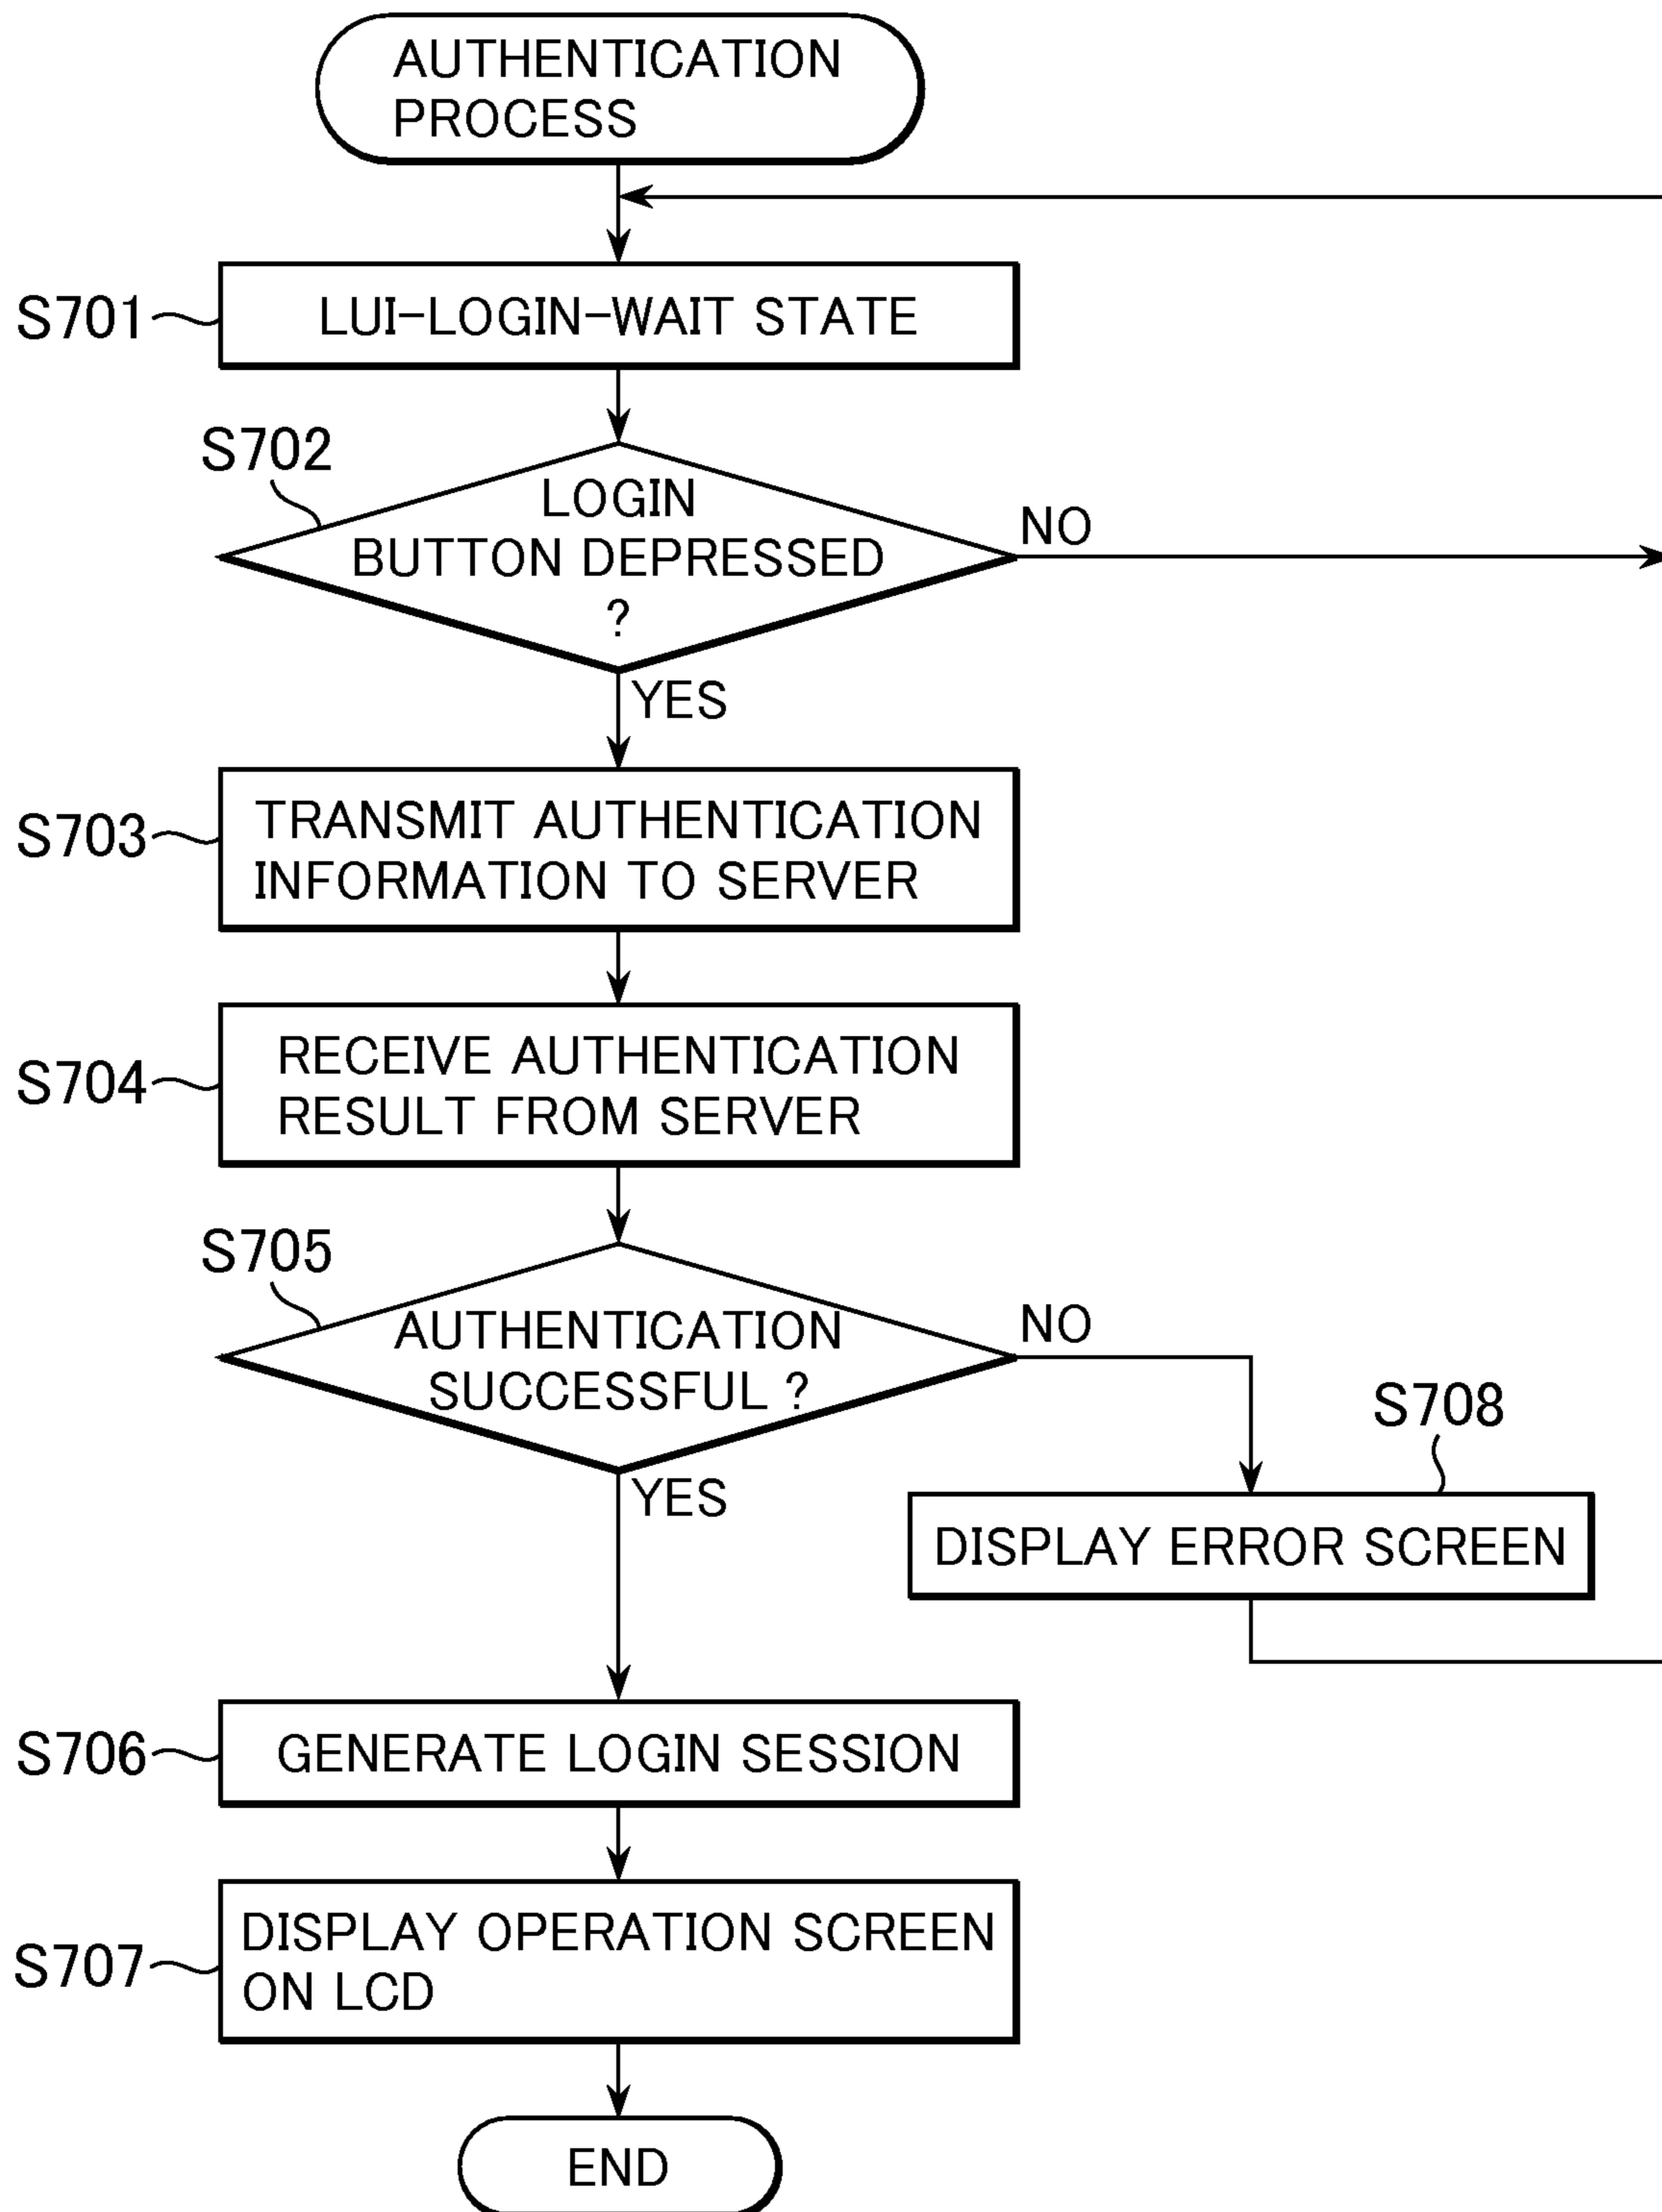 AUTHENTICATION
PROCESS
S701
LUI-LOGIN-WAIT STATE
S702
LOGIN
BUTTON DEPRESSED
?
NO
YES
S703
TRANSMIT AUTHENTICATION
INFORMATION TO SERVER
S704
RECEIVE AUTHENTICATION
RESULT FROM SERVER
S705
AUTHENTICATION
SUCCESSFUL ?
NO
YES
S708
DISPLAY ERROR SCREEN
S706
GENERATE LOGIN SESSION
S707
DISPLAY OPERATION SCREEN
ON LCD
END